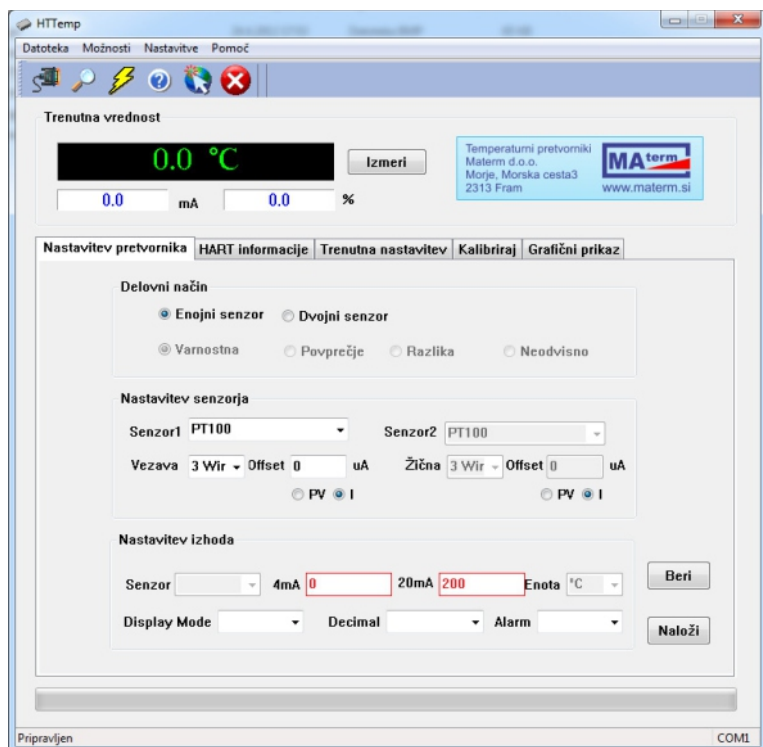 HTTemp
Datoteka Možnosti Nastavitve Pomoč
Trenutna vrednost
0.0 °C
Izmeri
0.0 mA 0.0 %
Temperaturni pretvorniki
Materm d.o.o.
Morje, Morska cesta3
2313 Fram
MAterm
www.materm.si
Nastavitev pretvornika HART informacije Trenutna nastavitev Kalibriraj Grafični prikaz
Delovni način
Enojni senzor Dvojni senzor
Varnostna Povprečje Razlika Neodvisno
Nastavitev senzorja
Senzor1 PT100 Senzor2 PT100
Vezava 3 Wir Offset 0 uA Žična 3 Wir Offset 0 uA
PV I PV I
Nastavitev izhoda
Senzor 4mA 0 20mA 200 Enota °C
Beri
Display Mode Decimal Alarm
Naloži
Pripravljen COM1